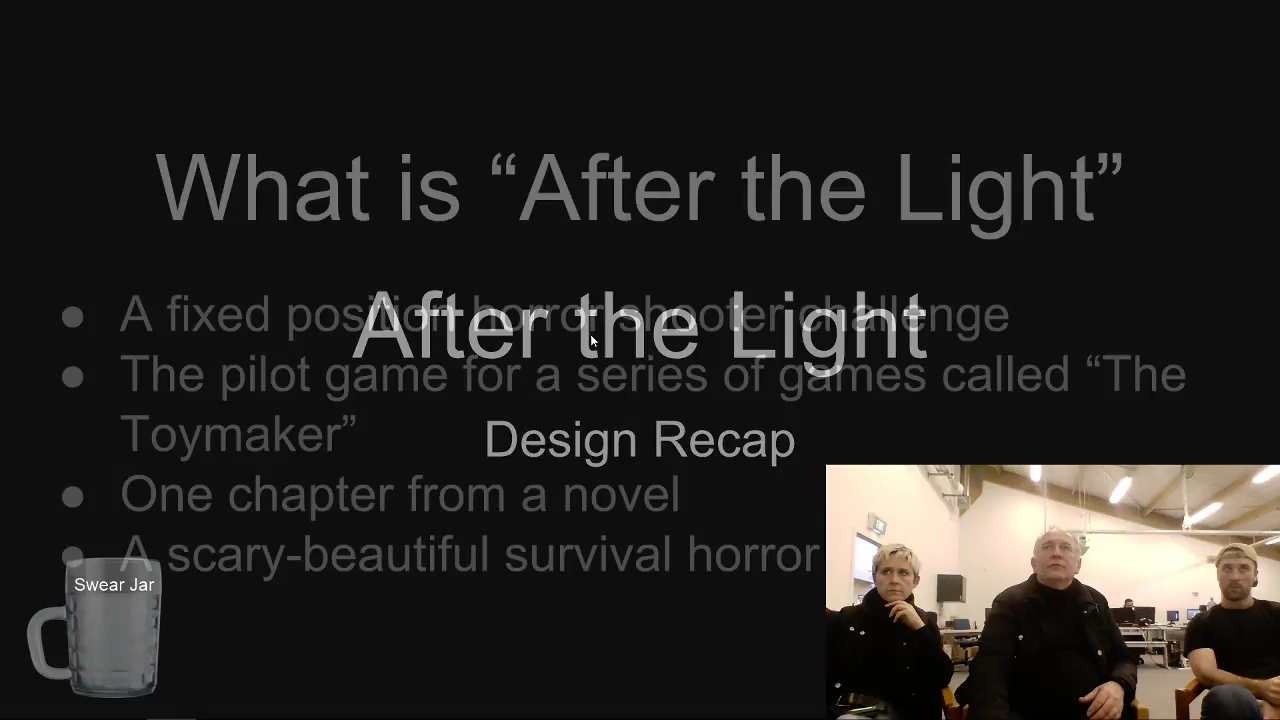 What is “After the Light”
● A fixed position horror shooter challenge
After the Light
● The pilot game for a series of games called “The
Toymaker”
Design Recap
● One chapter from a novel
● A scary-beautiful survival horror
Swear Jar